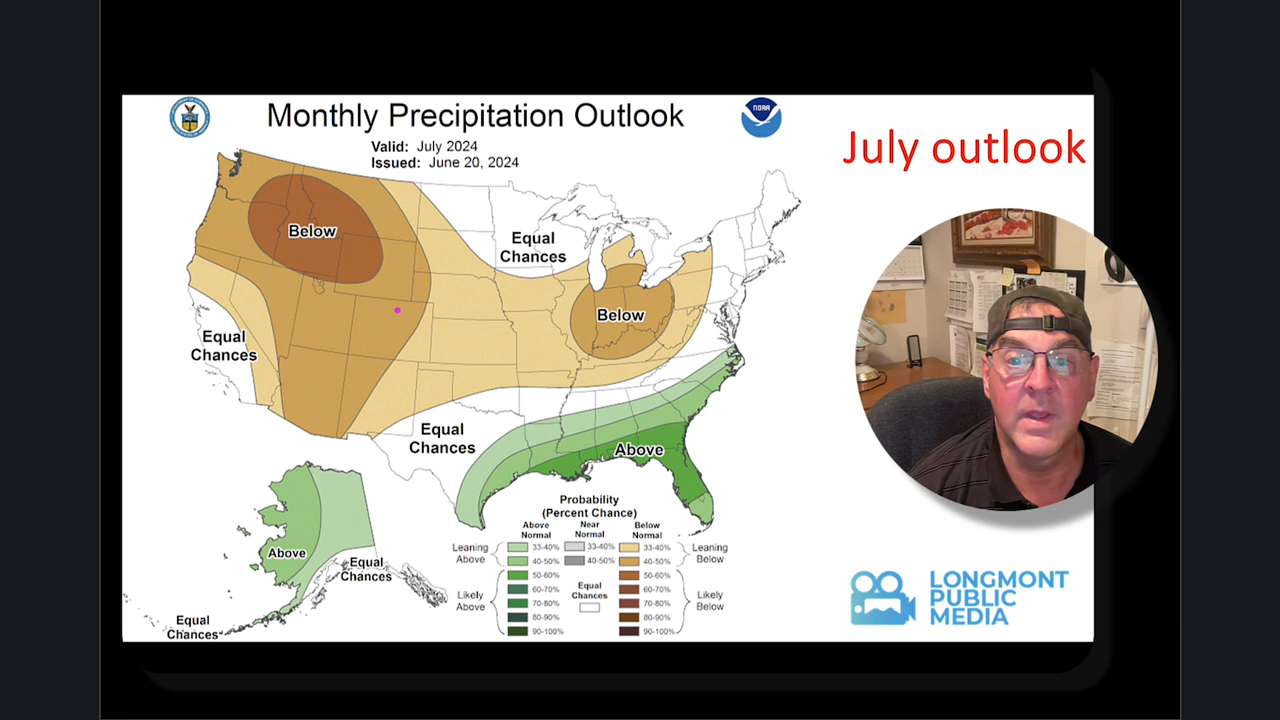 Monthly Precipitation Outlook
Valid: July 2024
Issued: June 20, 2024
NOAA
July outlook
Below
Equal
Chances
Below
Equal
Chances
Equal
Chances
Above
Above
Equal
Chances
Equal
Chances
Probability
(Percent Chance)
Above
Normal
Near
Normal
Below
Normal
Leaning
Above
33-40%
33-40%
33-40%
Leaning
Below
40-50%
40-50%
40-50%
50-60%
50-60%
Likely
Above
60-70%
Equal
Chances
60-70%
Likely
Below
70-80%
70-80%
80-90%
80-90%
90-100%
90-100%
LONGMONT
PUBLIC
MEDIA